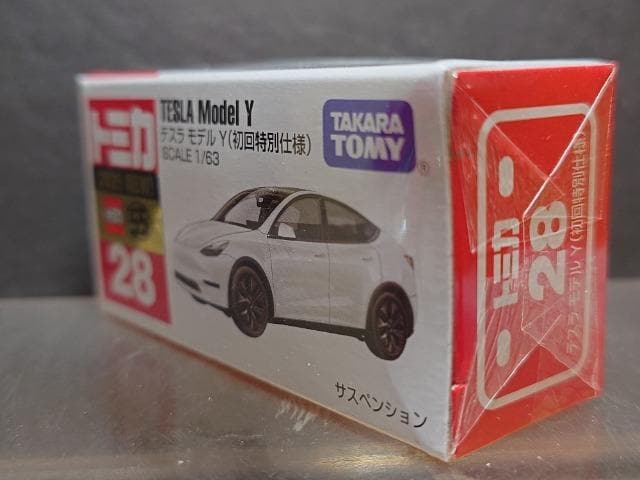 トミカ
28
TESLA Model Y
テスラ モデル Y(初回特別仕様)
SCALE 1/63
TAKARA
TOMY
®
サスペンション
トミカ
28
テスラ モデル Y(初回特別仕様)